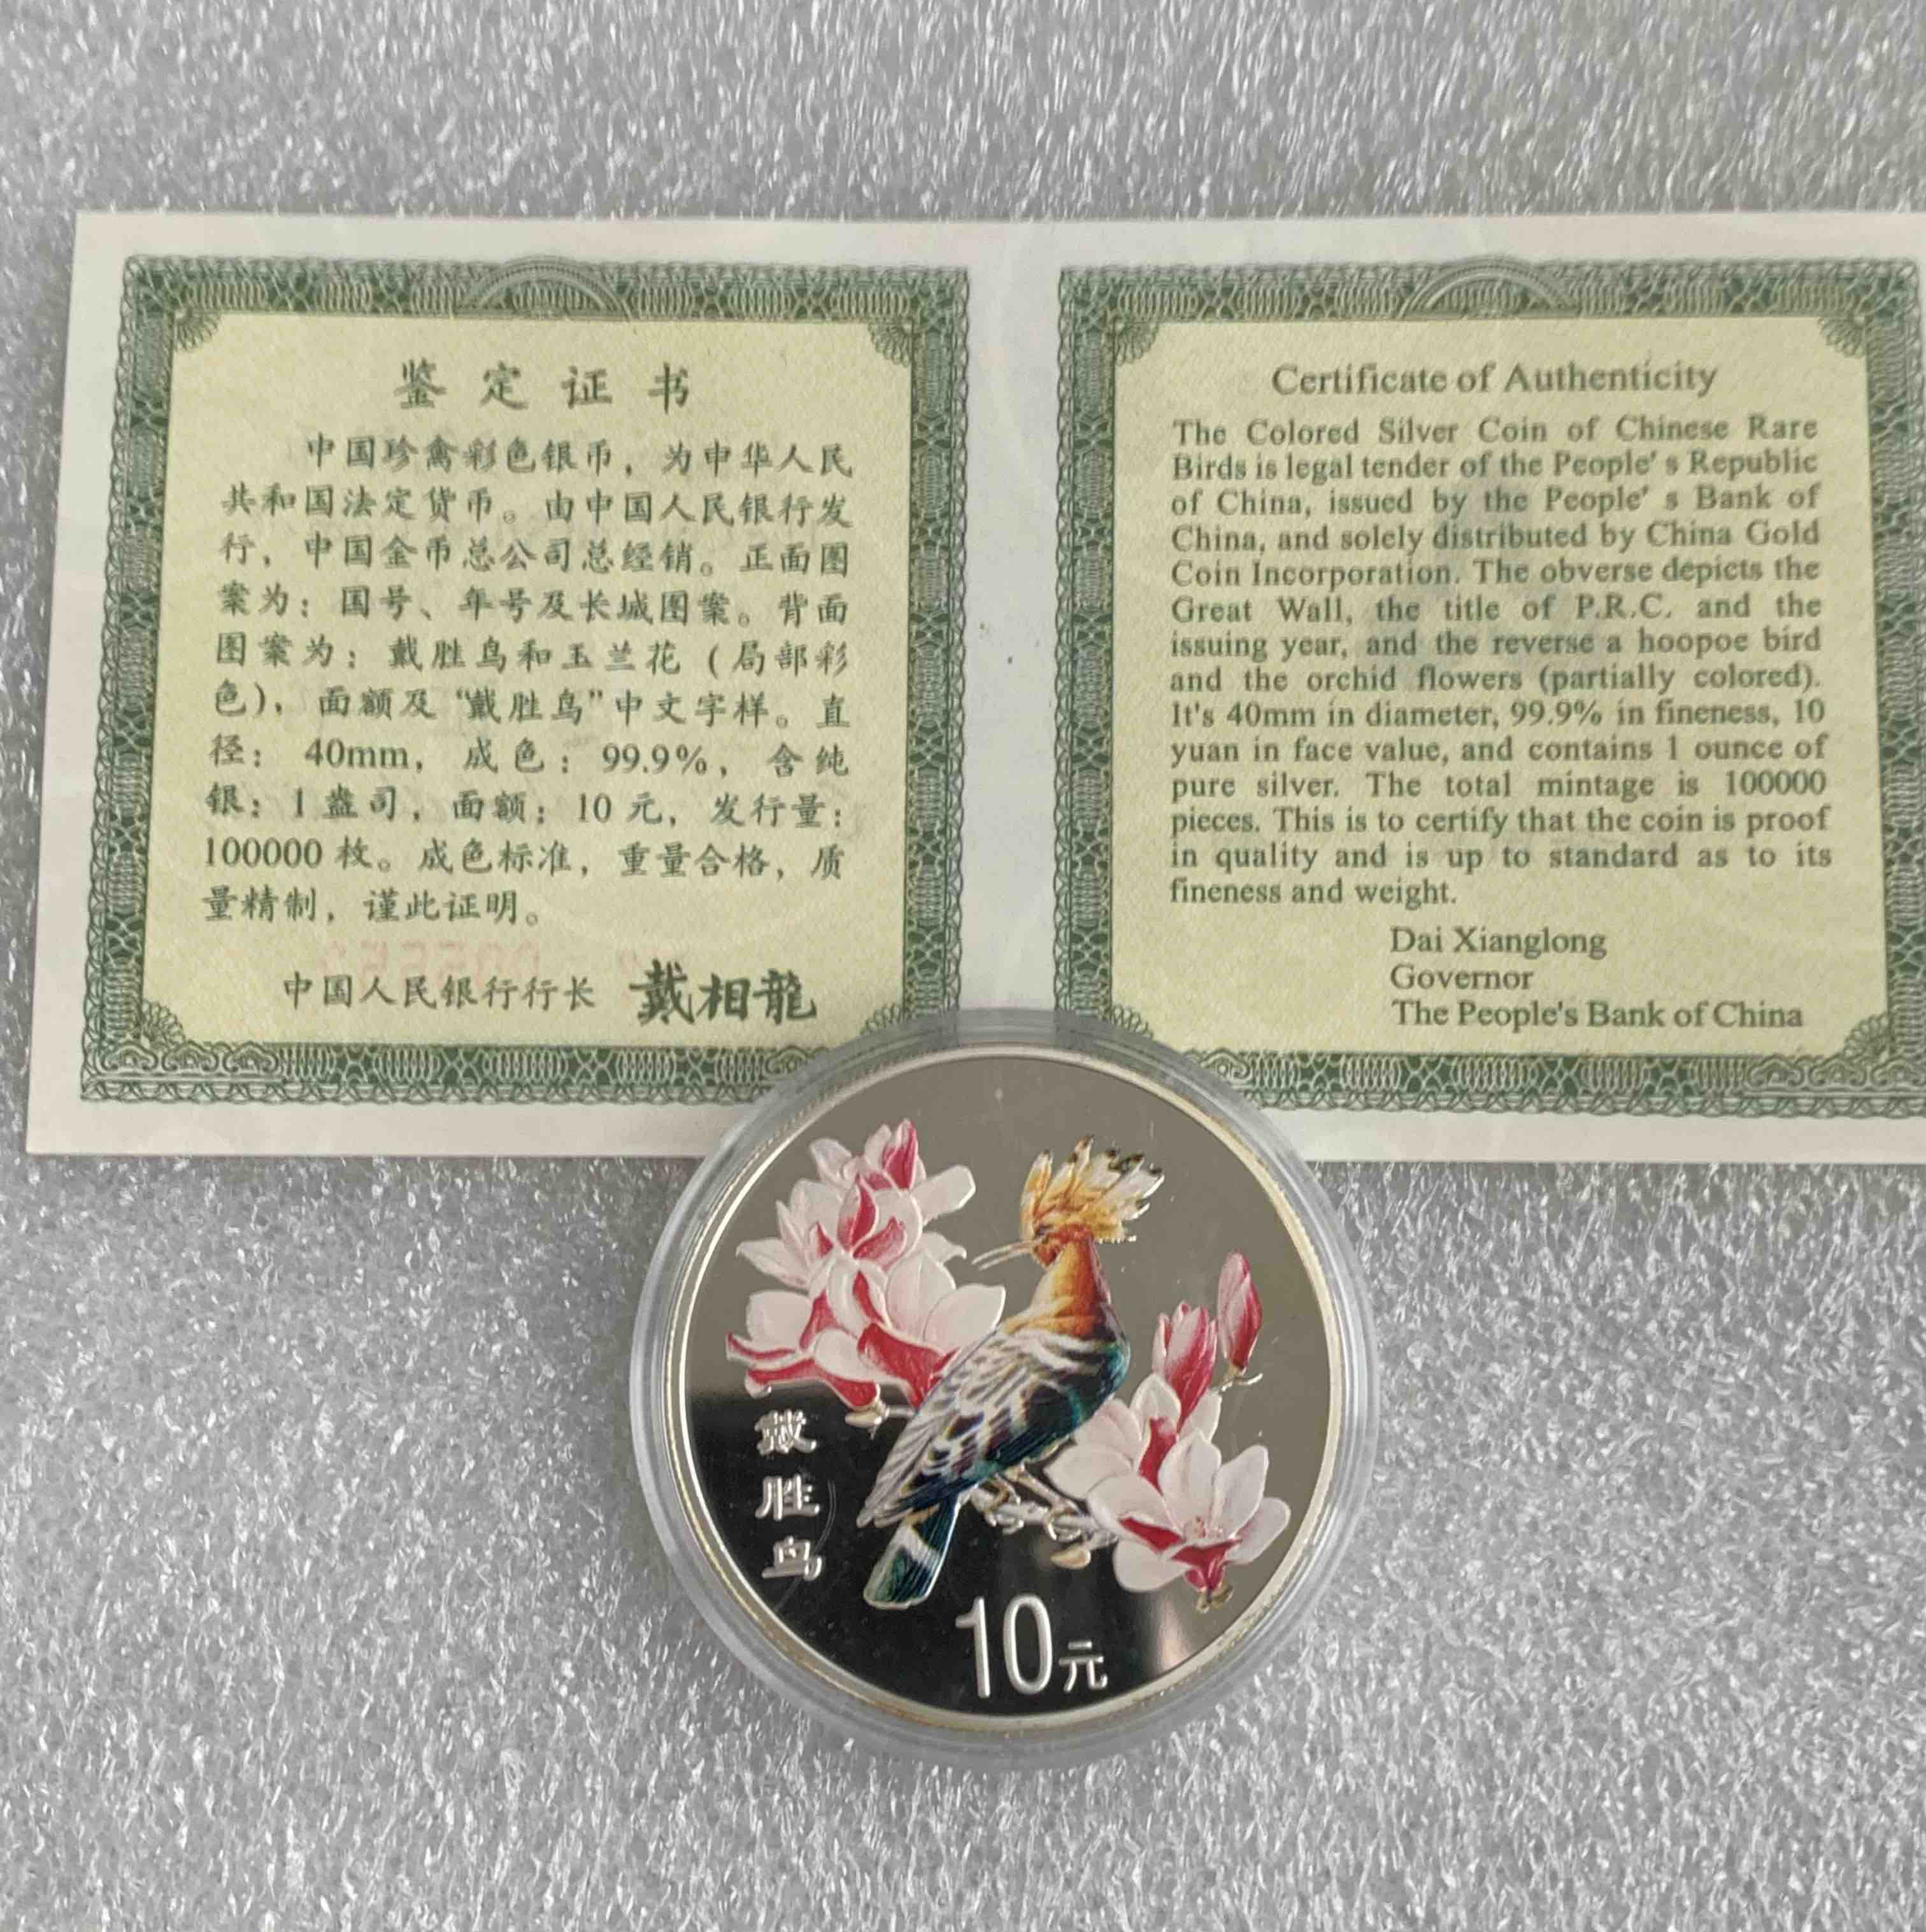 鉴定证书
中国珍禽彩色银币，为中华人民
共和国法定货币。由中国人民银行发
行，中国金币总公司总经销。正面图
案为：国号、年号及长城图案。背面
图案为：戴胜鸟和玉兰花（局部彩
色），面额及“戴胜鸟”中文字样。直
径：40mm，成色：99.9%，含纯
银：1盎司，面额：10元，发行量：
100000枚。成色标准，重量合格，质
量精制，谨此证明。
中国人民银行行长 戴相龍
Certificate of Authenticity
The Colored Silver Coin of Chinese Rare
Birds is legal tender of the People' s Republic
of China, issued by the People' s Bank of
China, and solely distributed by China Gold
Coin Incorporation. The obverse depicts the
Great Wall, the title of P.R.C. and the
issuing year, and the reverse a hoopoe bird
and the orchid flowers (partially colored).
It's 40mm in diameter, 99.9% in fineness, 10
yuan in face value, and contains 1 ounce of
pure silver. The total mintage is 100000
pieces. This is to certify that the coin is proof
in quality and is up to standard as to its
fineness and weight.
Dai Xianglong
Governor
The People's Bank of China
戴胜鸟
10元